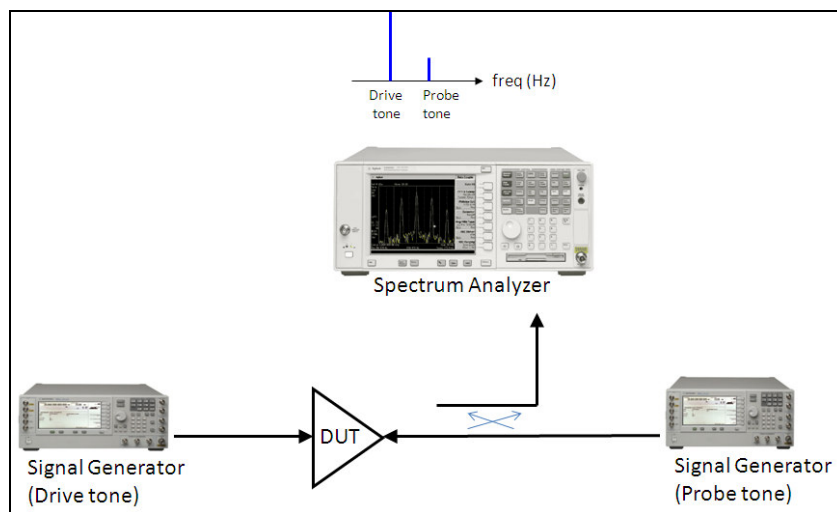 freq (Hz)
Drive
tone
Probe
tone
Spectrum Analyzer
DUT
Signal Generator
(Drive tone)
Signal Generator
(Probe tone)